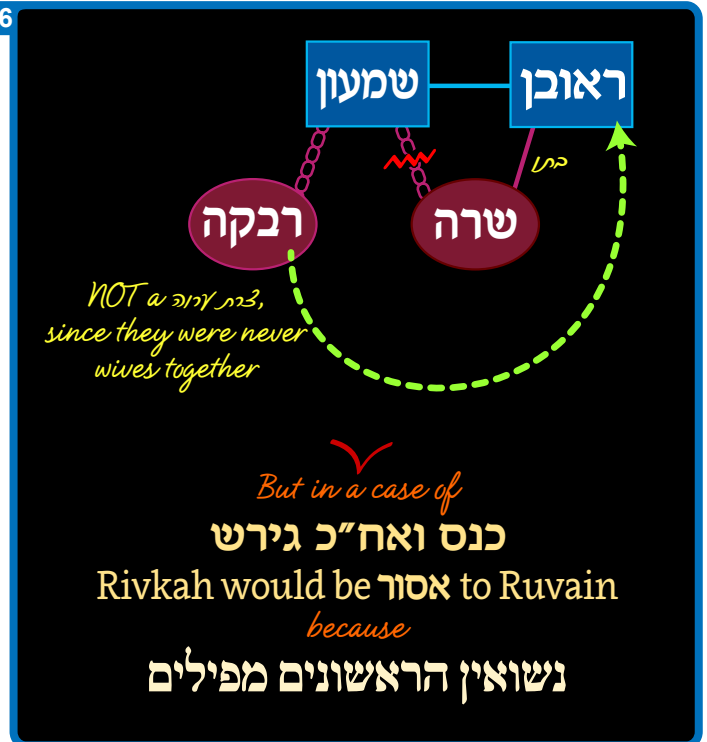 6
שמעון
ראובן
בתו
רבקה
שרה
NOT a צרת ערוה,
since they were never
wives together
But in a case of
כנס ואח״כ גירש
Rivkah would be אסור to Ruvain
because
נשואין הראשונים מפילים